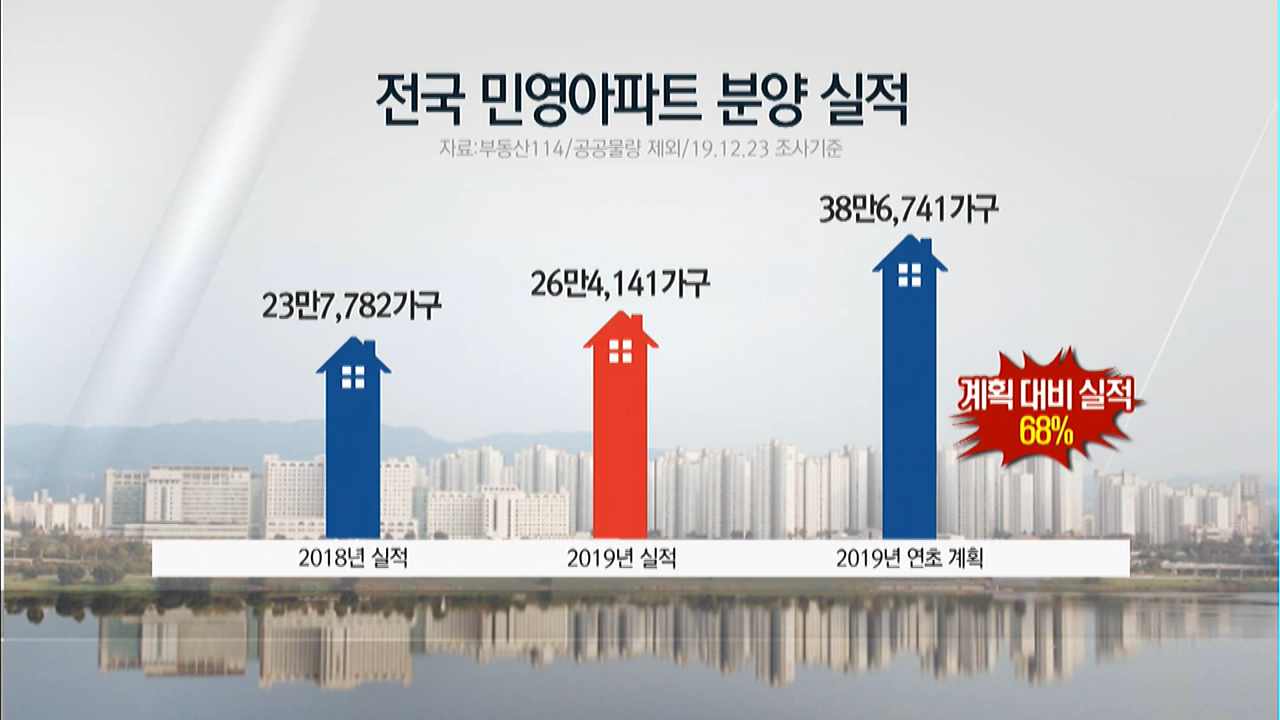 전국 민영아파트 분양 실적
자료:부동산114/공공물량 제외/19.12.23 조사기준
23만7,782가구
26만4,141가구
38만6,741가구
계획 대비 실적
68%
2018년 실적
2019년 실적
2019년 연초 계획